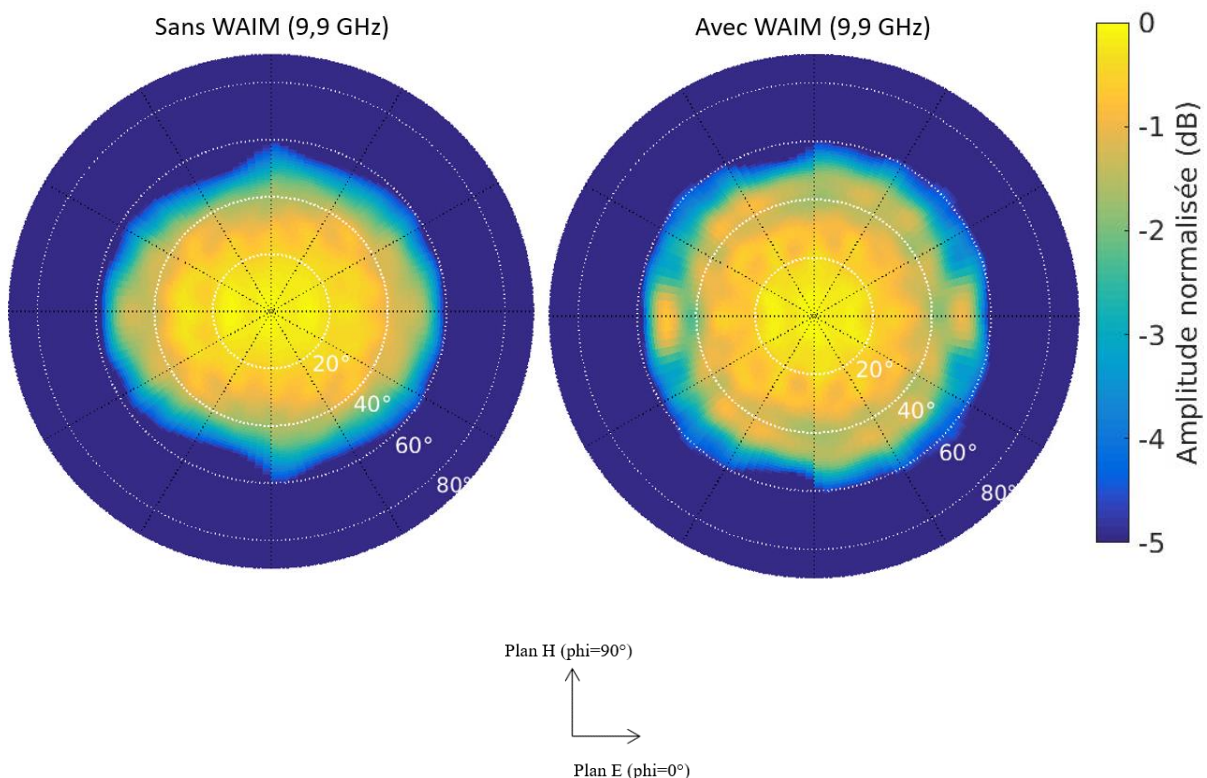 Sans WAIM (9,9 GHz)
Avec WAIM (9,9 GHz)
20°
40°
60°
80°
20°
40°
60°
80°
0
-1
-2
-3
-4
-5
Amplitude normalisée (dB)
Plan H (phi=90°)
Plan E (phi=0°)